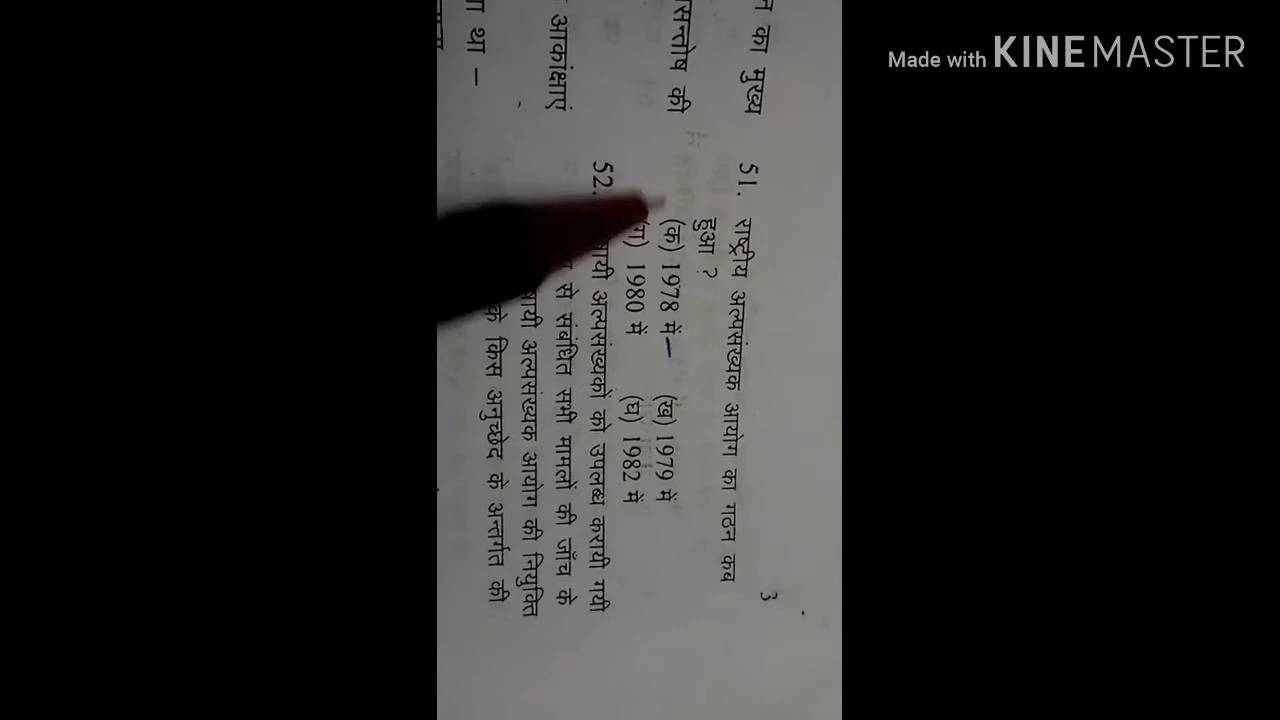 Made with KINEMASTER
3
न का मुख्य
सन्तोष की
आकांक्षाएं
ा था –
51. राष्ट्रीय अल्पसंख्यक आयोग का गठन कब
हुआ ?
(क) 1978 में (ख) 1979 में
(ग) 1980 में (घ) 1982 में
52. अल्पसंख्यकों को उपलब्ध करायी गयी
से संबंधित सभी मामलों की जाँच के
अल्पसंख्यक आयोग की नियुक्ति
के किस अनुच्छेद के अन्तर्गत की